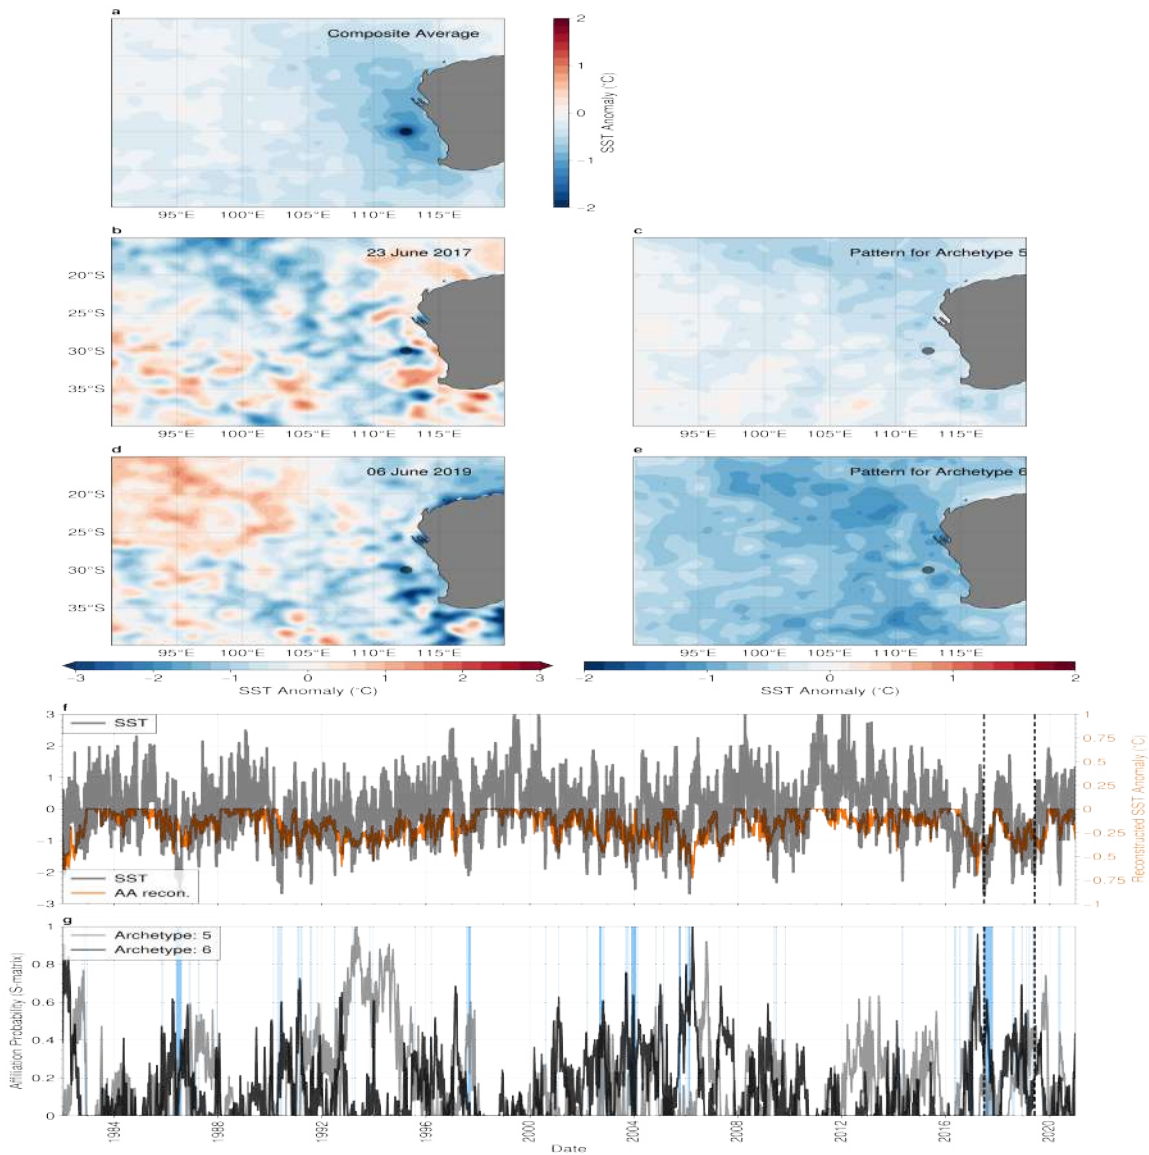 a
Composite Average
2
1
0
−1
−2
SST Anomaly (°C)
95°E 100°E 105°E 110°E 115°E
b
23 June 2017
20°S
25°S
30°S
35°S
95°E 100°E 105°E 110°E 115°E
c
Pattern for Archetype 5
95°E 100°E 105°E 110°E 115°E
d
06 June 2019
20°S
25°S
30°S
35°S
95°E 100°E 105°E 110°E 115°E
e
Pattern for Archetype 6
95°E 100°E 105°E 110°E 115°E
−3 −2 −1 0 1 2 3
SST Anomaly (°C)
−2 −1 0 1 2
SST Anomaly (°C)
f
SST
SST
AA recon.
3
2
1
0
−1
−2
−3
1
0.75
0.5
0.25
0
−0.25
−0.5
−0.75
−1
Reconstructed SST Anomaly (°C)
g
Archetype: 5
Archetype: 6
Affiliation Probability (S-matrix)
1
0.8
0.6
0.4
0.2
0
1984 1988 1992 1996 2000 2004 2008 2012 2016 2020
Date